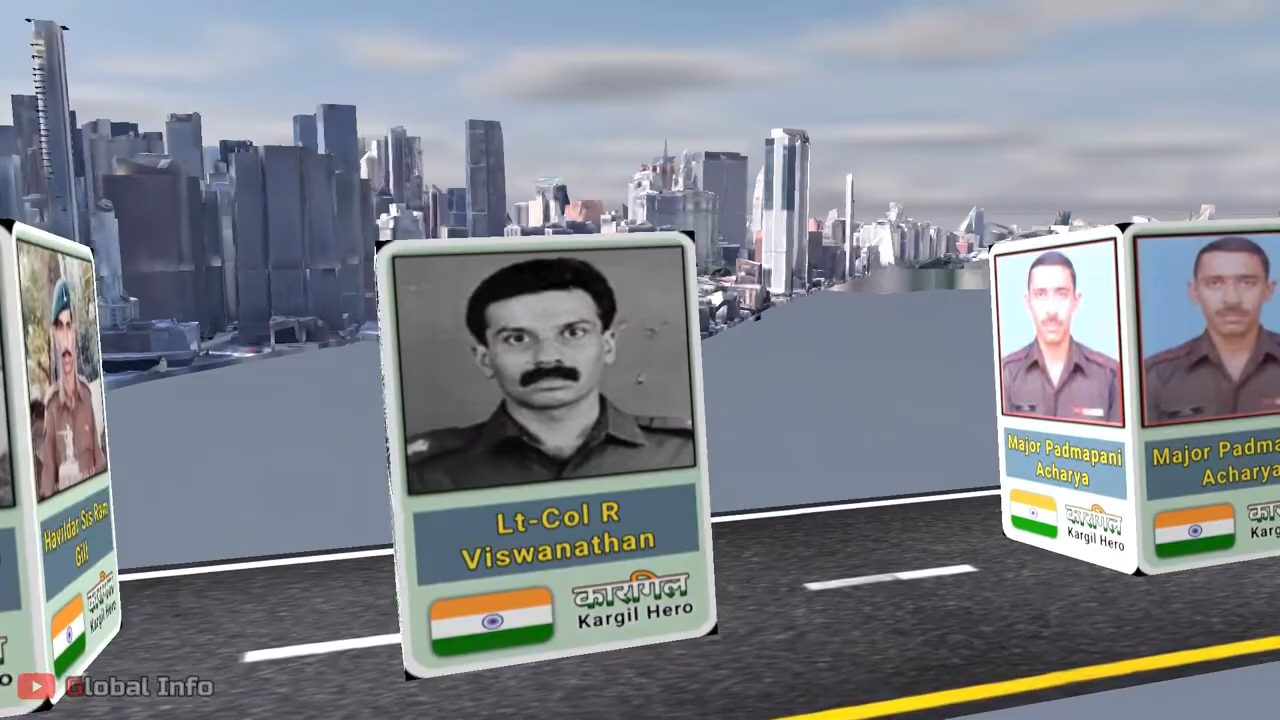 Havildar Sis Ram
Gill
कारगिल
Kargil Hero
Lt-Col R
Viswanathan
कारगिल
Kargil Hero
Major Padmapani
Acharya
कारगिल
Kargil Hero
Major Padma
Acharya
Global Info